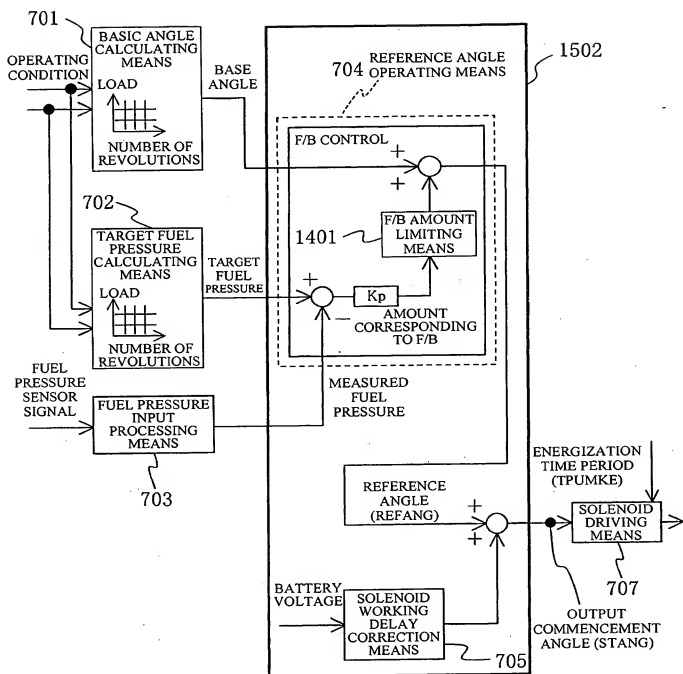 701
BASIC ANGLE
CALCULATING
MEANS
OPERATING
CONDITION
LOAD
NUMBER OF
REVOLUTIONS
BASE
ANGLE
704
REFERENCE ANGLE
OPERATING MEANS
1502
F/B CONTROL
+
+
F/B AMOUNT
LIMITING
MEANS
1401
702
TARGET FUEL
PRESSURE
CALCULATING
MEANS
LOAD
NUMBER OF
REVOLUTIONS
TARGET
FUEL
PRESSURE
+
−
Kp
AMOUNT
CORRESPONDING
TO F/B
FUEL
PRESSURE
SENSOR
SIGNAL
FUEL PRESSURE
INPUT
PROCESSING
MEANS
703
MEASURED
FUEL
PRESSURE
REFERENCE
ANGLE
(REFANG)
+
+
ENERGIZATION
TIME PERIOD
(TPUMKE)
SOLENOID
DRIVING
MEANS
707
BATTERY
VOLTAGE
SOLENOID
WORKING
DELAY
CORRECTION
MEANS
705
OUTPUT
COMMENCEMENT
ANGLE (STANG)